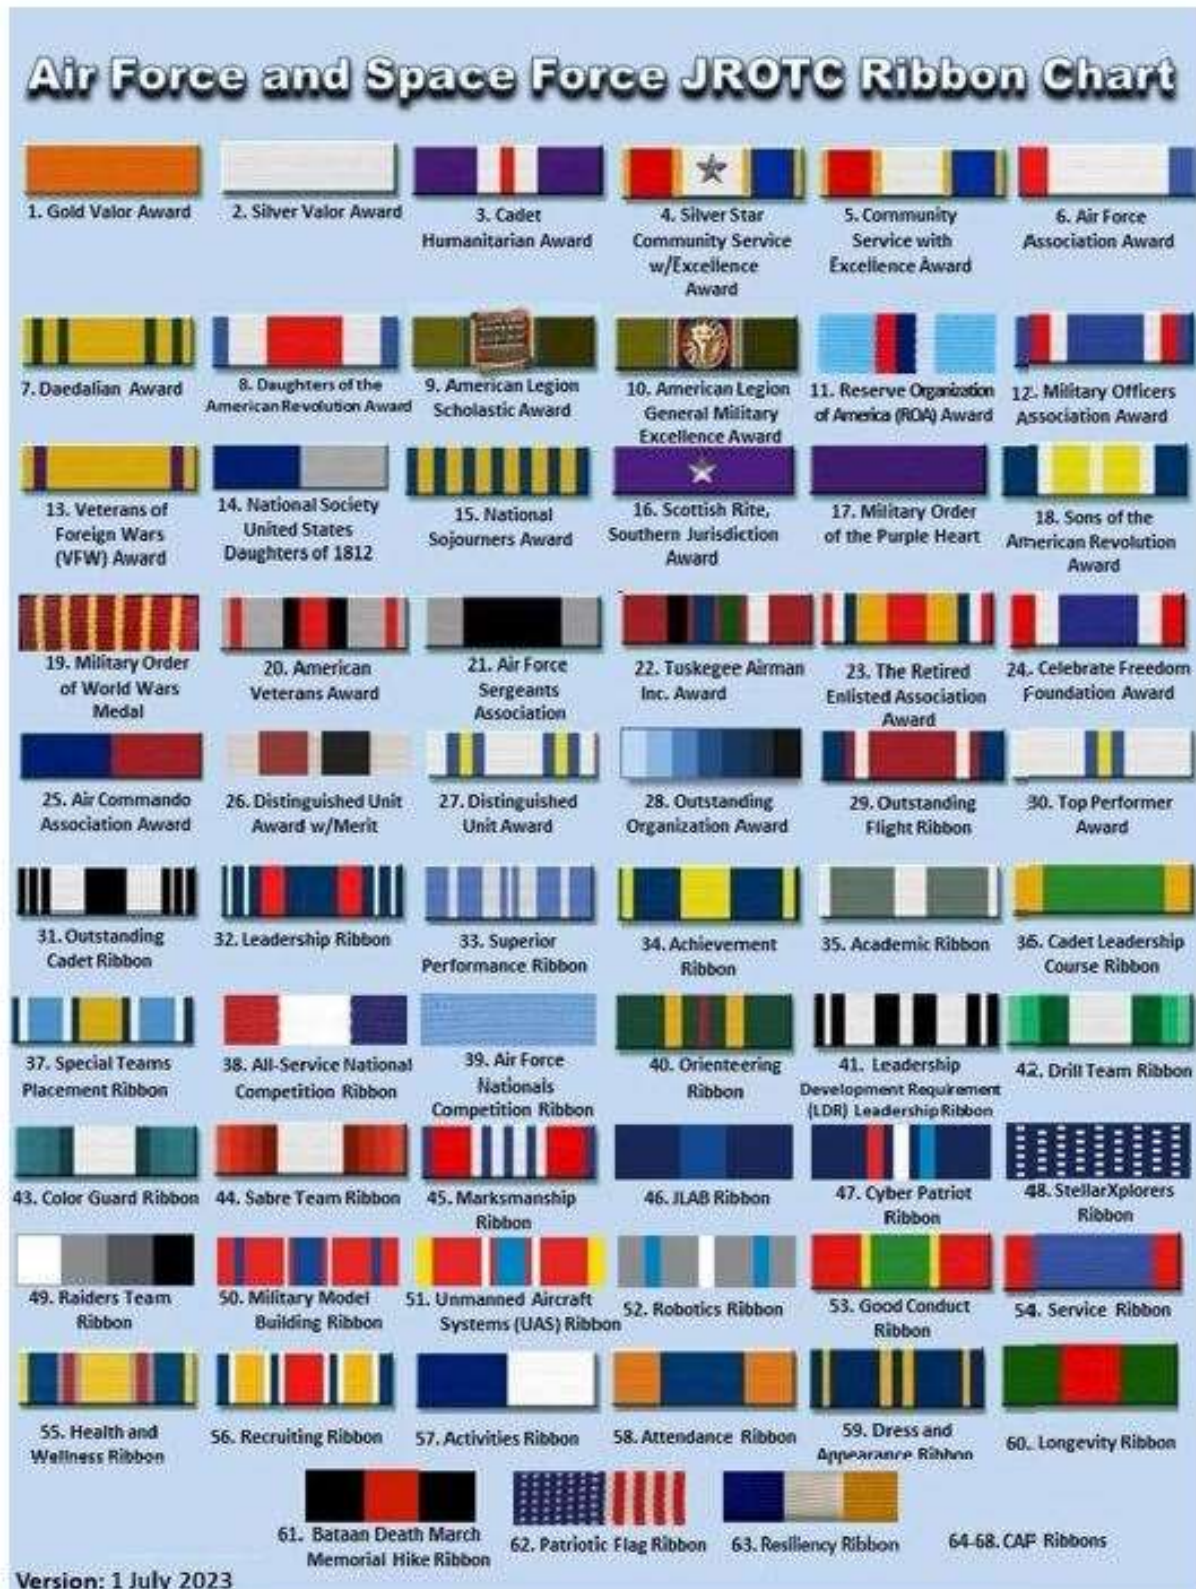 Air Force and Space Force JROTC Ribbon Chart
1. Gold Valor Award
2. Silver Valor Award
3. Cadet
Humanitarian Award
4. Silver Star
Community Service
w/Excellence
Award
5. Community
Service with
Excellence Award
6. Air Force
Association Award
7. Daedalian Award
8. Daughters of the
American Revolution Award
9. American Legion
Scholastic Award
10. American Legion
General Military
Excellence Award
11. Reserve Organization
of America (ROA) Award
12. Military Officers
Association Award
13. Veterans of
Foreign Wars
(VFW) Award
14. National Society
United States
Daughters of 1812
15. National
Sojourners Award
16. Scottish Rite,
Southern Jurisdiction
Award
17. Military Order
of the Purple Heart
18. Sons of the
American Revolution
Award
19. Military Order
of World Wars
Medal
20. American
Veterans Award
21. Air Force
Sergeants
Association
22. Tuskegee Airman
Inc. Award
23. The Retired
Enlisted Association
Award
24. Celebrate Freedom
Foundation Award
25. Air Commando
Association Award
26. Distinguished Unit
Award w/Merit
27. Distinguished
Unit Award
28. Outstanding
Organization Award
29. Outstanding
Flight Ribbon
30. Top Performer
Award
31. Outstanding
Cadet Ribbon
32. Leadership Ribbon
33. Superior
Performance Ribbon
34. Achievement
Ribbon
35. Academic Ribbon
36. Cadet Leadership
Course Ribbon
37. Special Teams
Placement Ribbon
38. All-Service National
Competition Ribbon
39. Air Force
Nationals
Competition Ribbon
40. Orienteering
Ribbon
41. Leadership
Development Requirement
(LDR) Leadership Ribbon
42. Drill Team Ribbon
43. Color Guard Ribbon
44. Sabre Team Ribbon
45. Marksmanship
Ribbon
46. JLAB Ribbon
47. Cyber Patriot
Ribbon
48. StellarXplorers
Ribbon
49. Raiders Team
Ribbon
50. Military Model
Building Ribbon
51. Unmanned Aircraft
Systems (UAS) Ribbon
52. Robotics Ribbon
53. Good Conduct
Ribbon
54. Service Ribbon
55. Health and
Wellness Ribbon
56. Recruiting Ribbon
57. Activities Ribbon
58. Attendance Ribbon
59. Dress and
Appearance Ribbon
60. Longevity Ribbon
61. Bataan Death March
Memorial Hike Ribbon
62. Patriotic Flag Ribbon
63. Resiliency Ribbon
64-68. CAP Ribbons
Version: 1 July 2023